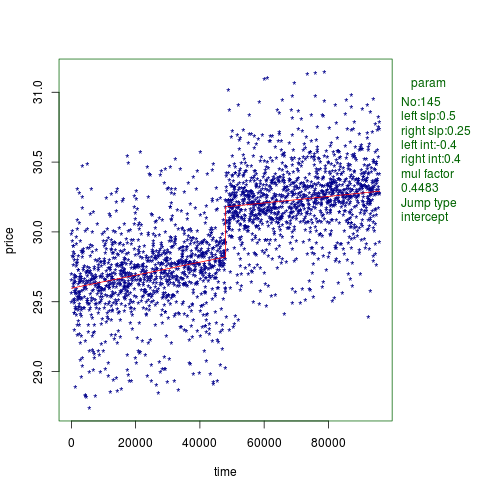 param
No:145
left slp:0.5
right slp:0.25
left int:-0.4
right int:0.4
mul factor
0.4483
Jump type
intercept
price
31.0
30.5
30.0
29.5
29.0
0 20000 40000 60000 80000
time